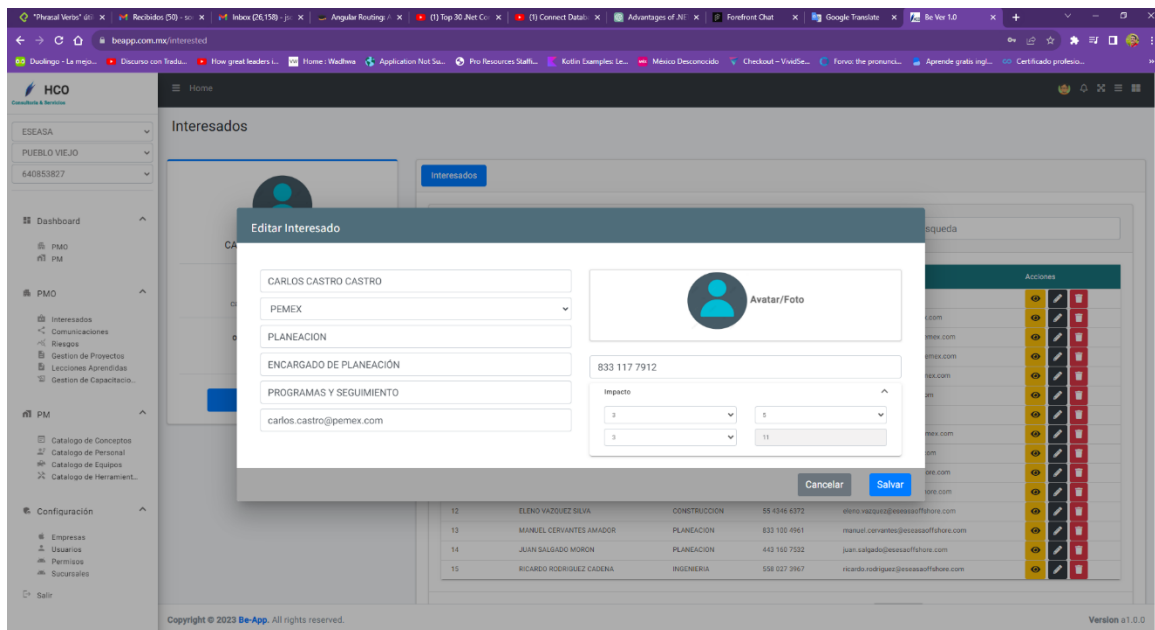 "Phrasal Verbs" útil
Recibidos (50) - so
Inbox (26,158) - js
Angular Routing: A
(1) Top 30 .Net Co
(1) Connect Datab
Advantages of .NE
Forefront Chat
Google Translate
Be Ver 1.0
beapp.com.mx/interested
Duolingo - La mejo...
Discurso con Tradu...
How great leaders i...
Home : Wadhwa
Application Not Su...
Pro Resources Staffi...
Kotlin Examples: Le...
México Desconocido
Checkout – VividSe...
Forvo: the pronunci...
Aprende gratis ingl...
Certificado profesio...
HCO
Consultoría & Servicios
Home
ESEASA
PUEBLO VIEJO
640853827
Dashboard
PMO
PM
PMO
Interesados
Comunicaciones
Riesgos
Gestion de Proyectos
Lecciones Aprendidas
Gestion de Capacitacio...
PM
Catalogo de Conceptos
Catalogo de Personal
Catalogo de Equipos
Catalogo de Herramient...
Configuración
Empresas
Usuarios
Permisos
Sucursales
Salir
Interesados
CA
Interesados
squeda
Acciones
Editar Interesado
CARLOS CASTRO CASTRO
PEMEX
PLANEACION
ENCARGADO DE PLANEACIÓN
PROGRAMAS Y SEGUIMIENTO
carlos.castro@pemex.com
Avatar/Foto
833 117 7912
Impacto
3
5
3
11
Cancelar
Salvar
12 ELENO VAZQUEZ SILVA CONSTRUCCION 55 4346 6372 eleno.vazquez@eseasaoffshore.com
13 MANUEL CERVANTES AMADOR PLANEACION 833 100 4961 manuel.cervantes@eseasaoffshore.com
14 JUAN SALGADO MORON PLANEACION 443 160 7532 juan.salgado@eseasaoffshore.com
15 RICARDO RODRIGUEZ CADENA INGENIERIA 558 027 3967 ricardo.rodriguez@eseasaoffshore.com
Copyright © 2023 Be-App. All rights reserved.
Version a1.0.0